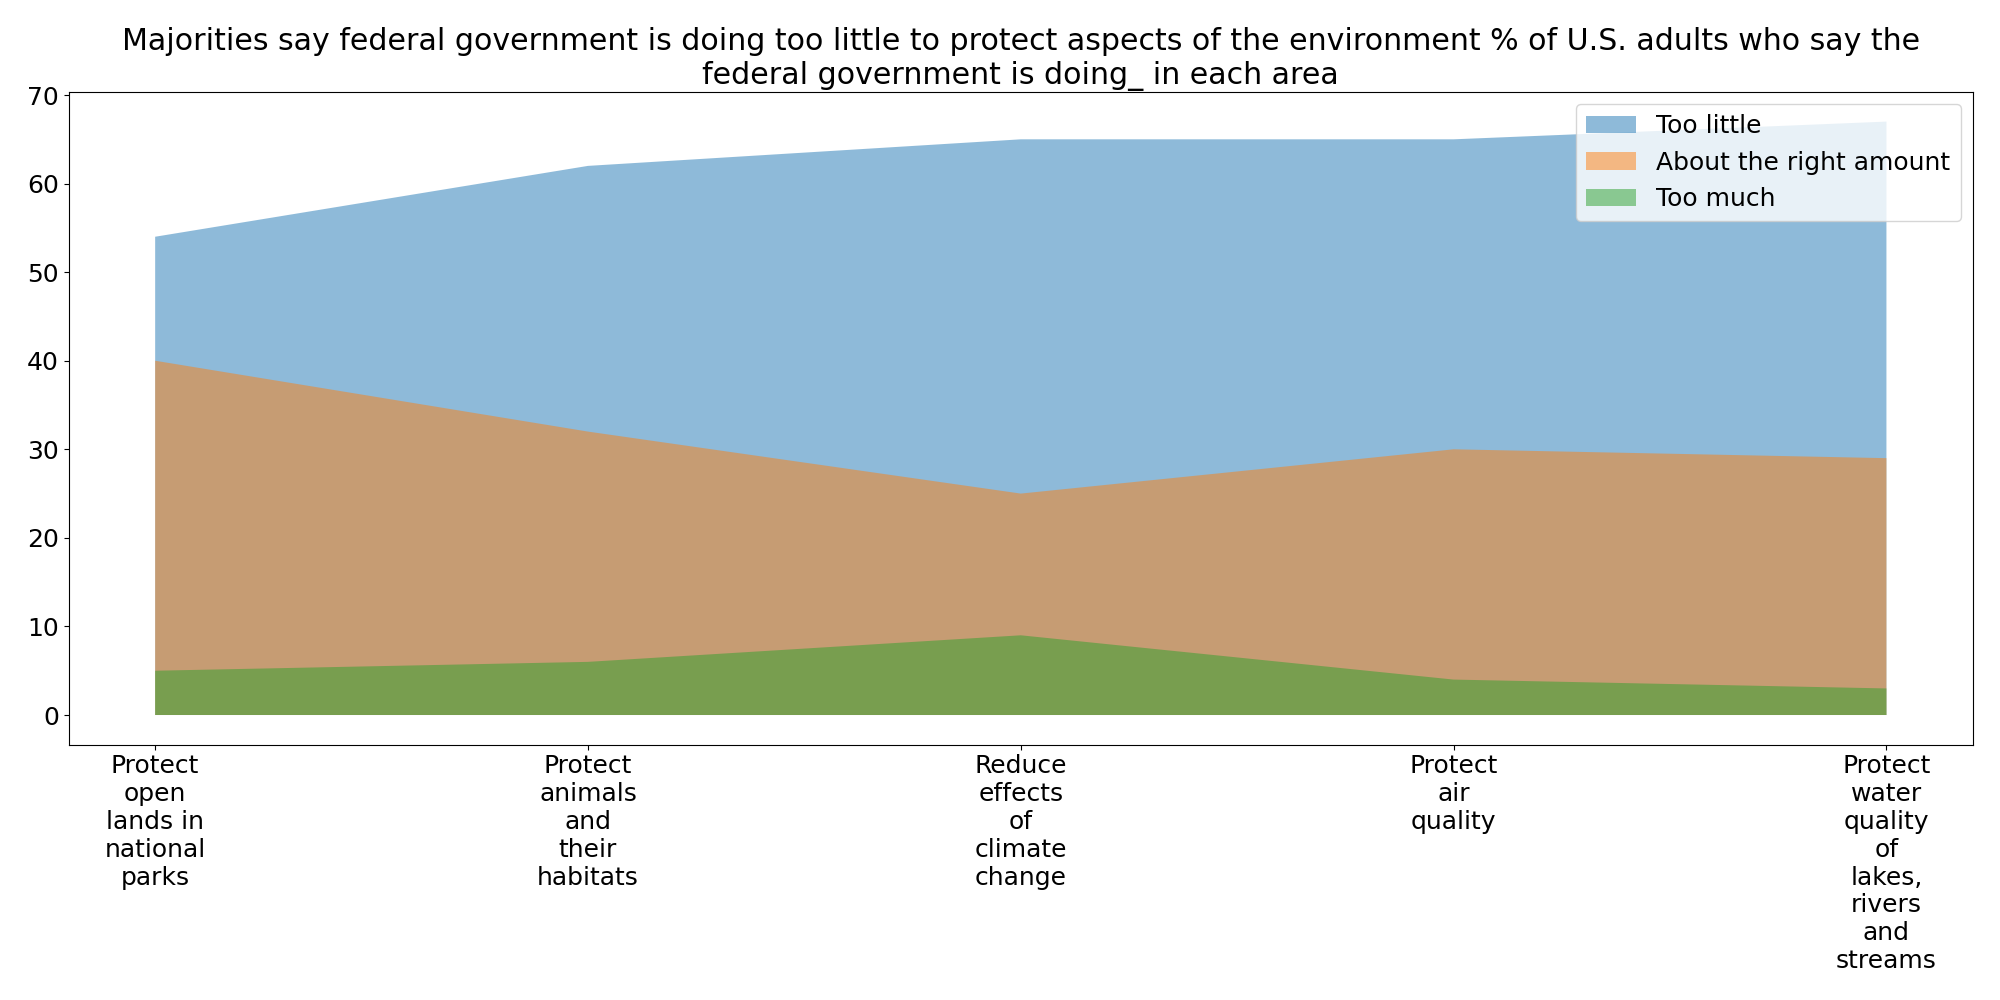 Majorities say federal government is doing too little to protect aspects of the environment % of U.S. adults who say the
federal government is doing_ in each area
70
60
50
40
30
20
10
0
Too little
About the right amount
Too much
Protect
open
lands in
national
parks
Protect
animals
and
their
habitats
Reduce
effects
of
climate
change
Protect
air
quality
Protect
water
quality
of
lakes,
rivers
and
streams